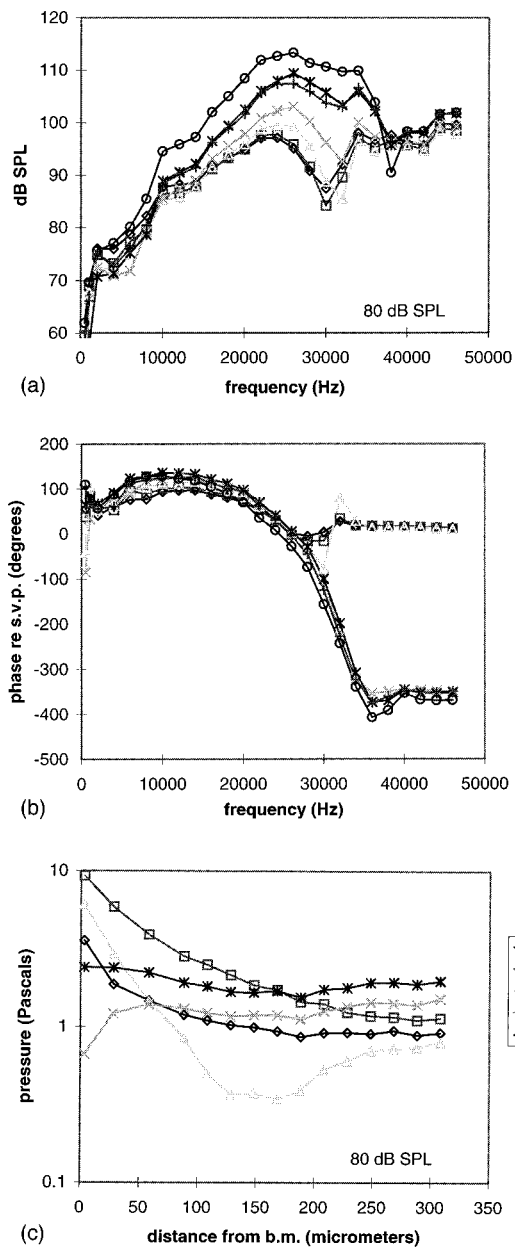 120
110
100
90
80
70
60
dB SPL
80 dB SPL
0 10000 20000 30000 40000 50000
(a)
frequency (Hz)
200
100
0
-100
-200
-300
-400
-500
phase re s.v.p. (degrees)
0 10000 20000 30000 40000 50000
(b)
frequency (Hz)
10
1
0.1
pressure (Pascals)
80 dB SPL
0 50 100 150 200 250 300 350
(c)
distance from b.m. (micrometers)